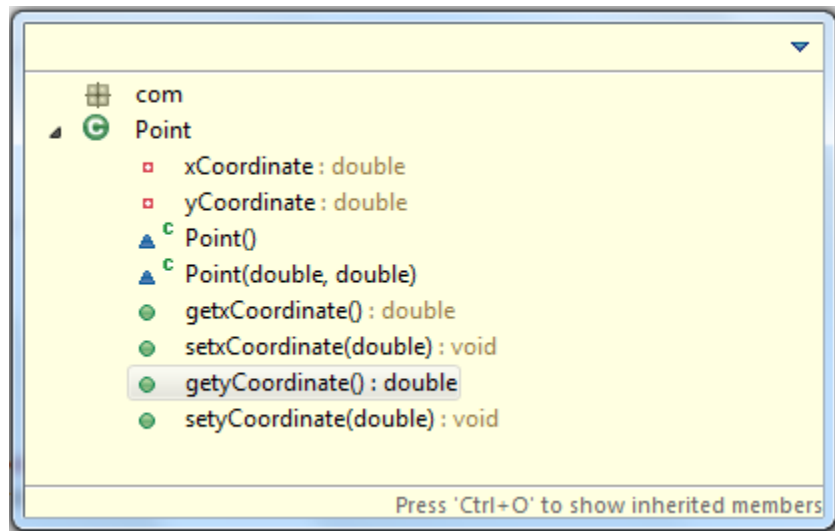 com
Point
xCoordinate : double
yCoordinate : double
C Point()
C Point(double, double)
getxCoordinate() : double
setxCoordinate(double) : void
getyCoordinate() : double
setyCoordinate(double) : void
Press 'Ctrl+O' to show inherited members